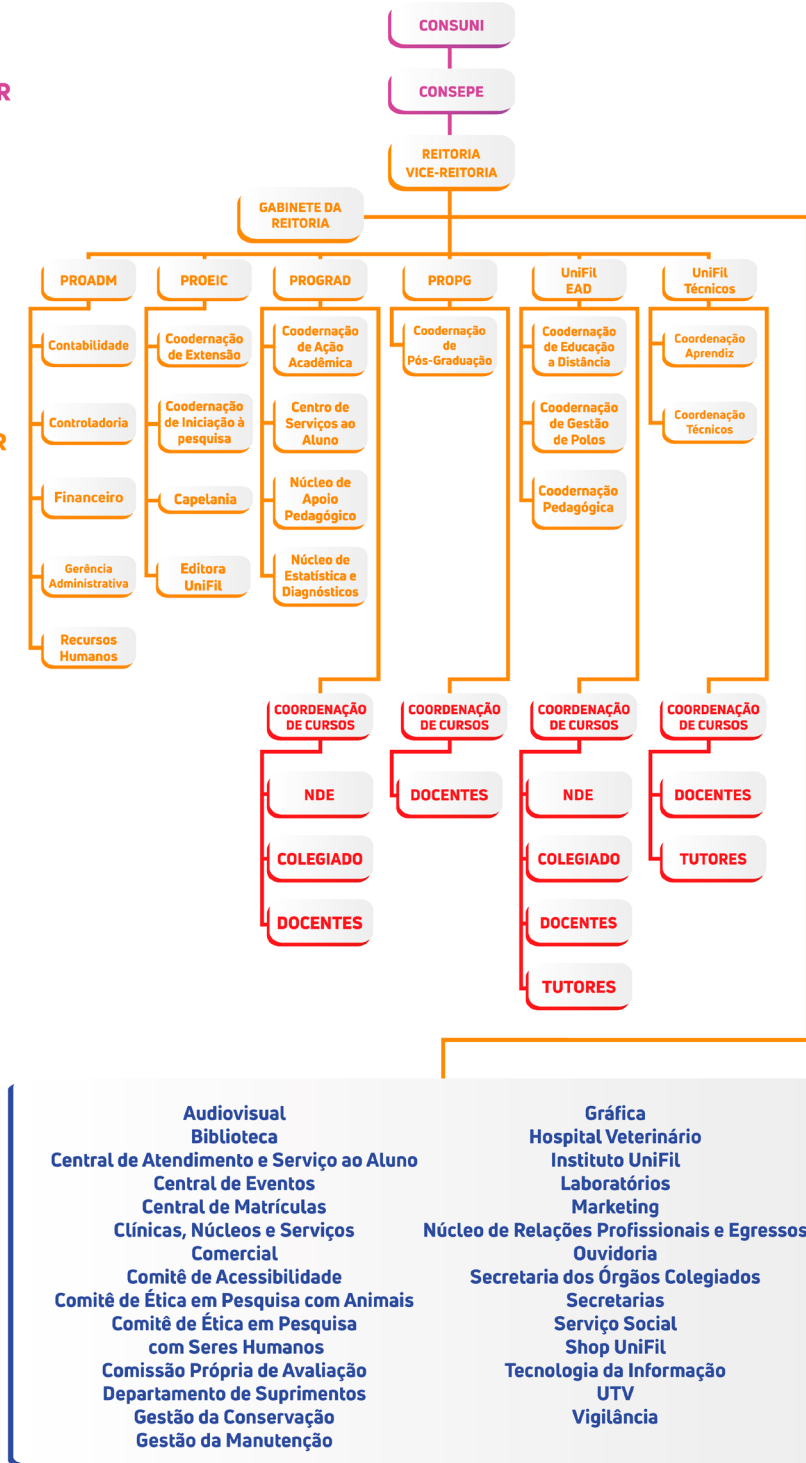 CONSUNI
R
CONSEPE
REITORIA
VICE-REITORIA
GABINETE DA
REITORIA
PROADM
PROEIC
PROGRAD
PROPG
UniFil
EAD
UniFil
Técnicos
Contabilidade
Controladoria
R
Financeiro
Gerência
Administrativa
Recursos
Humanos
Coodernação
de Extensão
Coodernação
de Iniciação à
pesquisa
Capelania
Editora
UniFil
Coodernação
de Ação
Acadêmica
Centro de
Serviços ao
Aluno
Núcleo de
Apoio
Pedagógico
Núcleo de
Estatística e
Diagnósticos
Coodernação
de
Pós-Graduação
Coodernação
de Educação
a Distância
Coodernação
de Gestão
de Polos
Coodernação
Pedagógica
Coordenação
Aprendiz
Coordenação
Técnicos
COORDENAÇÃO
DE CURSOS
NDE
COLEGIADO
DOCENTES
COORDENAÇÃO
DE CURSOS
DOCENTES
COORDENAÇÃO
DE CURSOS
NDE
COLEGIADO
DOCENTES
TUTORES
COORDENAÇÃO
DE CURSOS
DOCENTES
TUTORES
Audiovisual
Biblioteca
Central de Atendimento e Serviço ao Aluno
Central de Eventos
Central de Matrículas
Clínicas, Núcleos e Serviços
Comercial
Comitê de Acessibilidade
Comitê de Ética em Pesquisa com Animais
Comitê de Ética em Pesquisa
com Seres Humanos
Comissão Própria de Avaliação
Departamento de Suprimentos
Gestão da Conservação
Gestão da Manutenção
Gráfica
Hospital Veterinário
Instituto UniFil
Laboratórios
Marketing
Núcleo de Relações Profissionais e Egressos
Ouvidoria
Secretaria dos Órgãos Colegiados
Secretarias
Serviço Social
Shop UniFil
Tecnologia da Informação
UTV
Vigilância